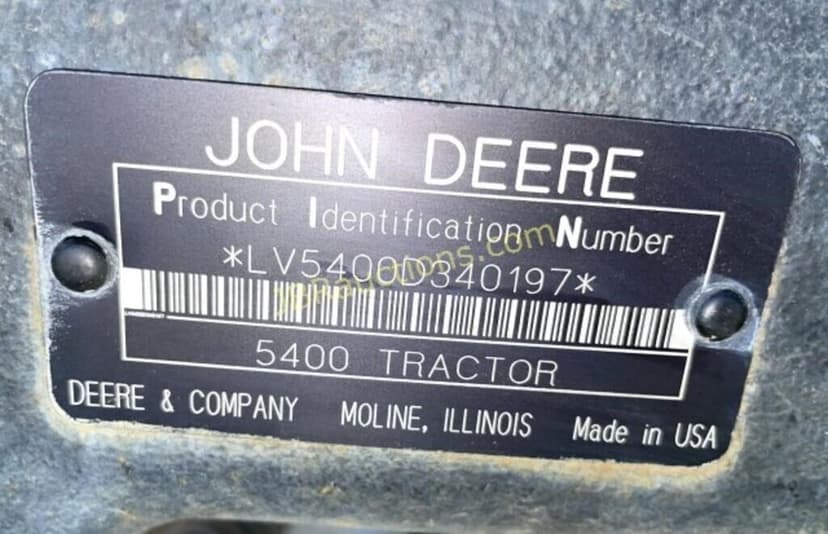 JOHN DEERE
Product Identification Number
*LV5400D340197*
5400 TRACTOR
DEERE & COMPANY MOLINE, ILLINOIS Made in USA